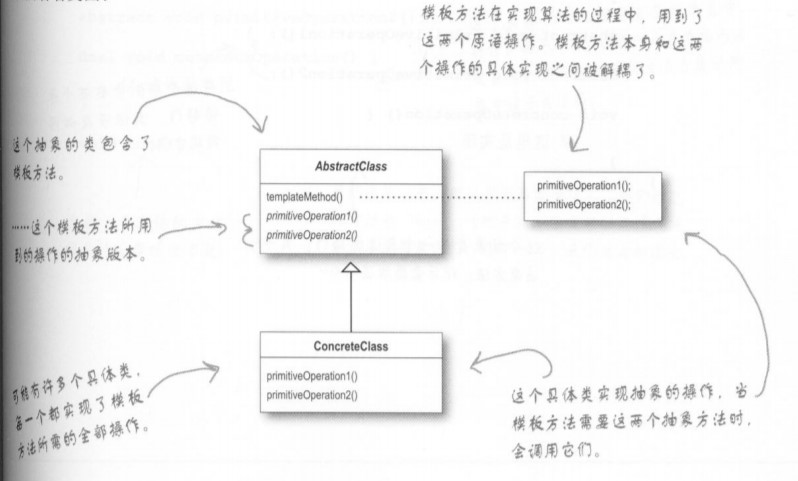 模板方法在实现算法的过程中，用到了
这两个原语操作。模板方法本身和这两
个操作的具体实现之间被解耦了。
这个抽象的类包含了
模板方法。
AbstractClass
templateMethod()
primitiveOperation1()
primitiveOperation2()
primitiveOperation1();
primitiveOperation2();
……这个模板方法所用
到的操作的抽象版本。
ConcreteClass
primitiveOperation1()
primitiveOperation2()
可能有许多个具体类，
每一个都实现了模板
方法所需的全部操作。
这个具体类实现抽象的操作，当
模板方法需要这两个抽象方法时，
会调用它们。